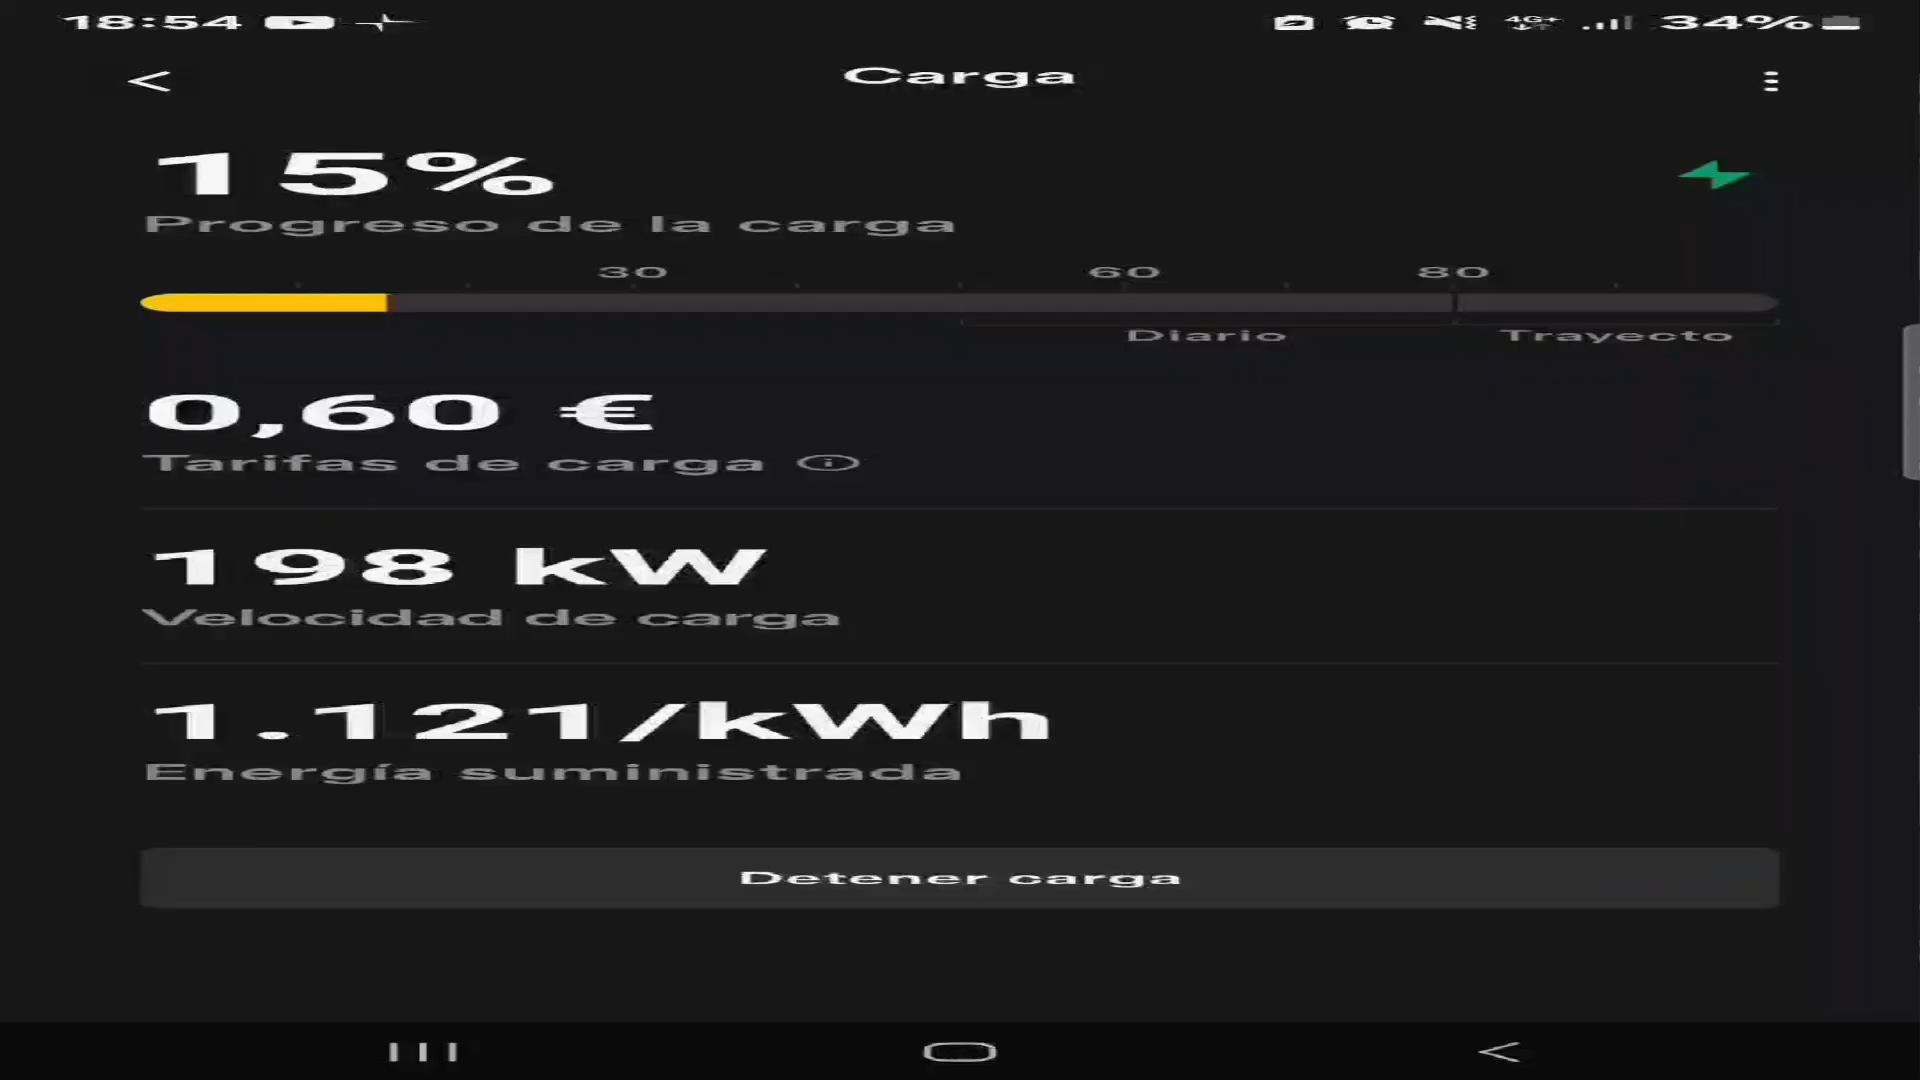 18:54 4G+ 34%
Carga
15%
Progreso de la carga
30 60 80
Diario Trayecto
0,60 €
Tarifas de carga
198 kW
Velocidad de carga
1.121/kWh
Energía suministrada
Detener carga